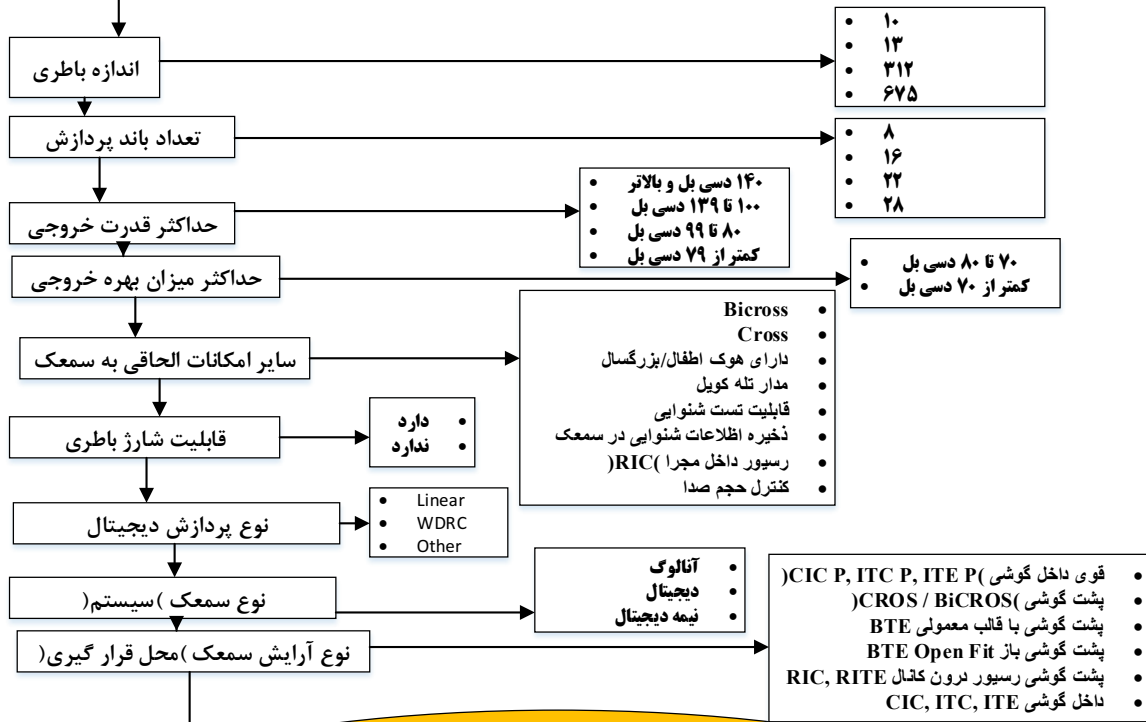 اندازه باطری
۱۰
۱۳
۳۱۲
۶۷۵
تعداد باند پردازش
۸
۱۶
۲۲
۲۸
حداکثر قدرت خروجی
۱۴۰ دسی بل و بالاتر
۱۰۰ تا ۱۳۹ دسی بل
۸۰ تا ۹۹ دسی بل
کمتر از ۷۹ دسی بل
حداکثر میزان بهره خروجی
۷۰ تا ۸۰ دسی بل
کمتر از ۷۰ دسی بل
سایر امکانات الحاقی به سمعک
Bicross
Cross
دارای هوک اطفال/بزرگسال
مدار تله کویل
قابلیت تست شنوایی
ذخیره اظلاعات شنوایی در سمعک
رسیور داخل مجرا )RIC(
کنترل حجم صدا
قابلیت شارژ باطری
دارد
ندارد
نوع پردازش دیجیتال
Linear
WDRC
Other
نوع سمعک )سیستم(
آنالوگ
دیجیتال
نیمه دیجیتال
نوع آرایش سمعک )محل قرار گیری(
قوی داخل گوشی )CIC P, ITC P, ITE P(
پشت گوشی )CROS / BiCROS(
پشت گوشی با قالب معمولی BTE
پشت گوشی باز BTE Open Fit
پشت گوشی رسیور درون کانال RIC, RITE
داخل گوشی CIC, ITC, ITE